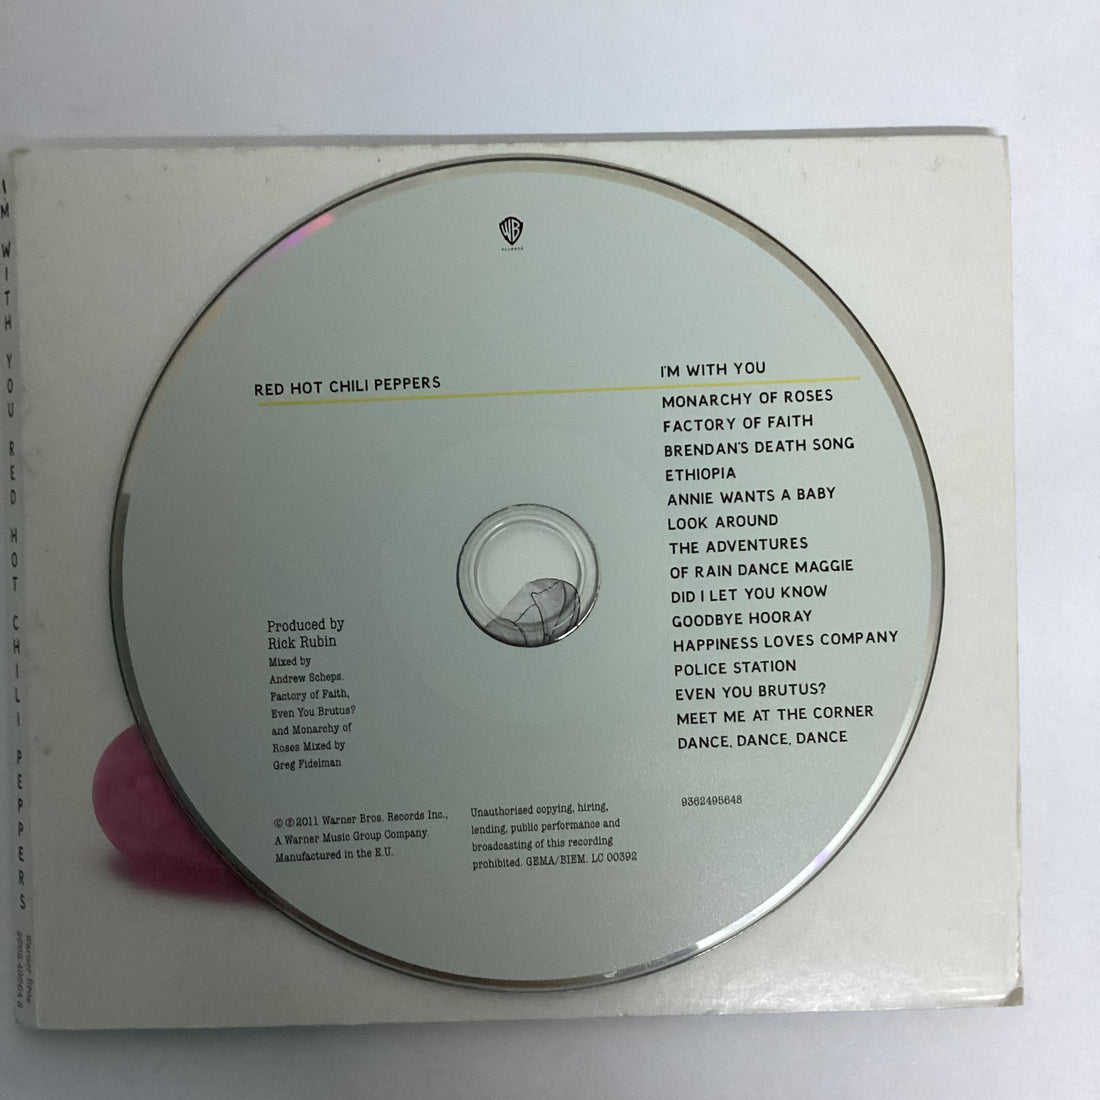 I'M WITH YOU RED HOT CHILI PEPPERS
Warner Bros.
WB
RED HOT CHILI PEPPERS
I'M WITH YOU
MONARCHY OF ROSES
FACTORY OF FAITH
BRENDAN'S DEATH SONG
ETHIOPIA
ANNIE WANTS A BABY
LOOK AROUND
THE ADVENTURES
OF RAIN DANCE MAGGIE
DID I LET YOU KNOW
GOODBYE HOORAY
HAPPINESS LOVES COMPANY
POLICE STATION
EVEN YOU BRUTUS?
MEET ME AT THE CORNER
DANCE, DANCE, DANCE
Produced by
Rick Rubin
Mixed by
Andrew Scheps.
Factory of Faith,
Even You Brutus?
and Monarchy of
Roses Mixed by
Greg Fidelman
©℗2011 Warner Bros. Records Inc.,
A Warner Music Group Company.
Manufactured in the E.U.
Unauthorised copying, hiring,
lending, public performance and
broadcasting of this recording
prohibited. GEMA/BIEM. LC 00392
9362495648